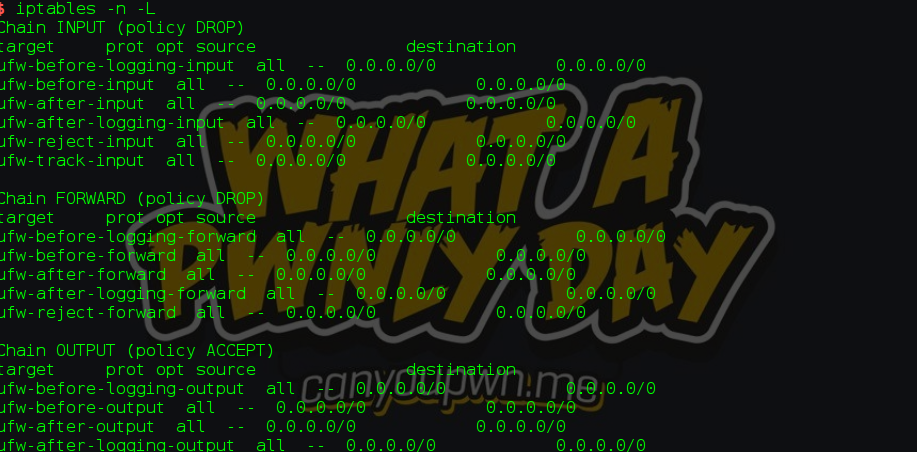 $ iptables -n -L
Chain INPUT (policy DROP)
target     prot opt source               destination
ufw-before-logging-input  all  --  0.0.0.0/0            0.0.0.0/0
ufw-before-input  all  --  0.0.0.0/0            0.0.0.0/0
ufw-after-input  all  --  0.0.0.0/0            0.0.0.0/0
ufw-after-logging-input  all  --  0.0.0.0/0            0.0.0.0/0
ufw-reject-input  all  --  0.0.0.0/0            0.0.0.0/0
ufw-track-input  all  --  0.0.0.0/0            0.0.0.0/0
Chain FORWARD (policy DROP)
target     prot opt source               destination
ufw-before-logging-forward  all  --  0.0.0.0/0            0.0.0.0/0
ufw-before-forward  all  --  0.0.0.0/0            0.0.0.0/0
ufw-after-forward  all  --  0.0.0.0/0            0.0.0.0/0
ufw-after-logging-forward  all  --  0.0.0.0/0            0.0.0.0/0
ufw-reject-forward  all  --  0.0.0.0/0            0.0.0.0/0
Chain OUTPUT (policy ACCEPT)
target     prot opt source               destination
ufw-before-logging-output  all  --  0.0.0.0/0            0.0.0.0/0
ufw-before-output  all  --  0.0.0.0/0            0.0.0.0/0
ufw-after-output  all  --  0.0.0.0/0            0.0.0.0/0
ufw-after-logging-output  all  --  0.0.0.0/0            0.0.0.0/0
WHAT A
PWNLY DAY
canyoupwn.me_